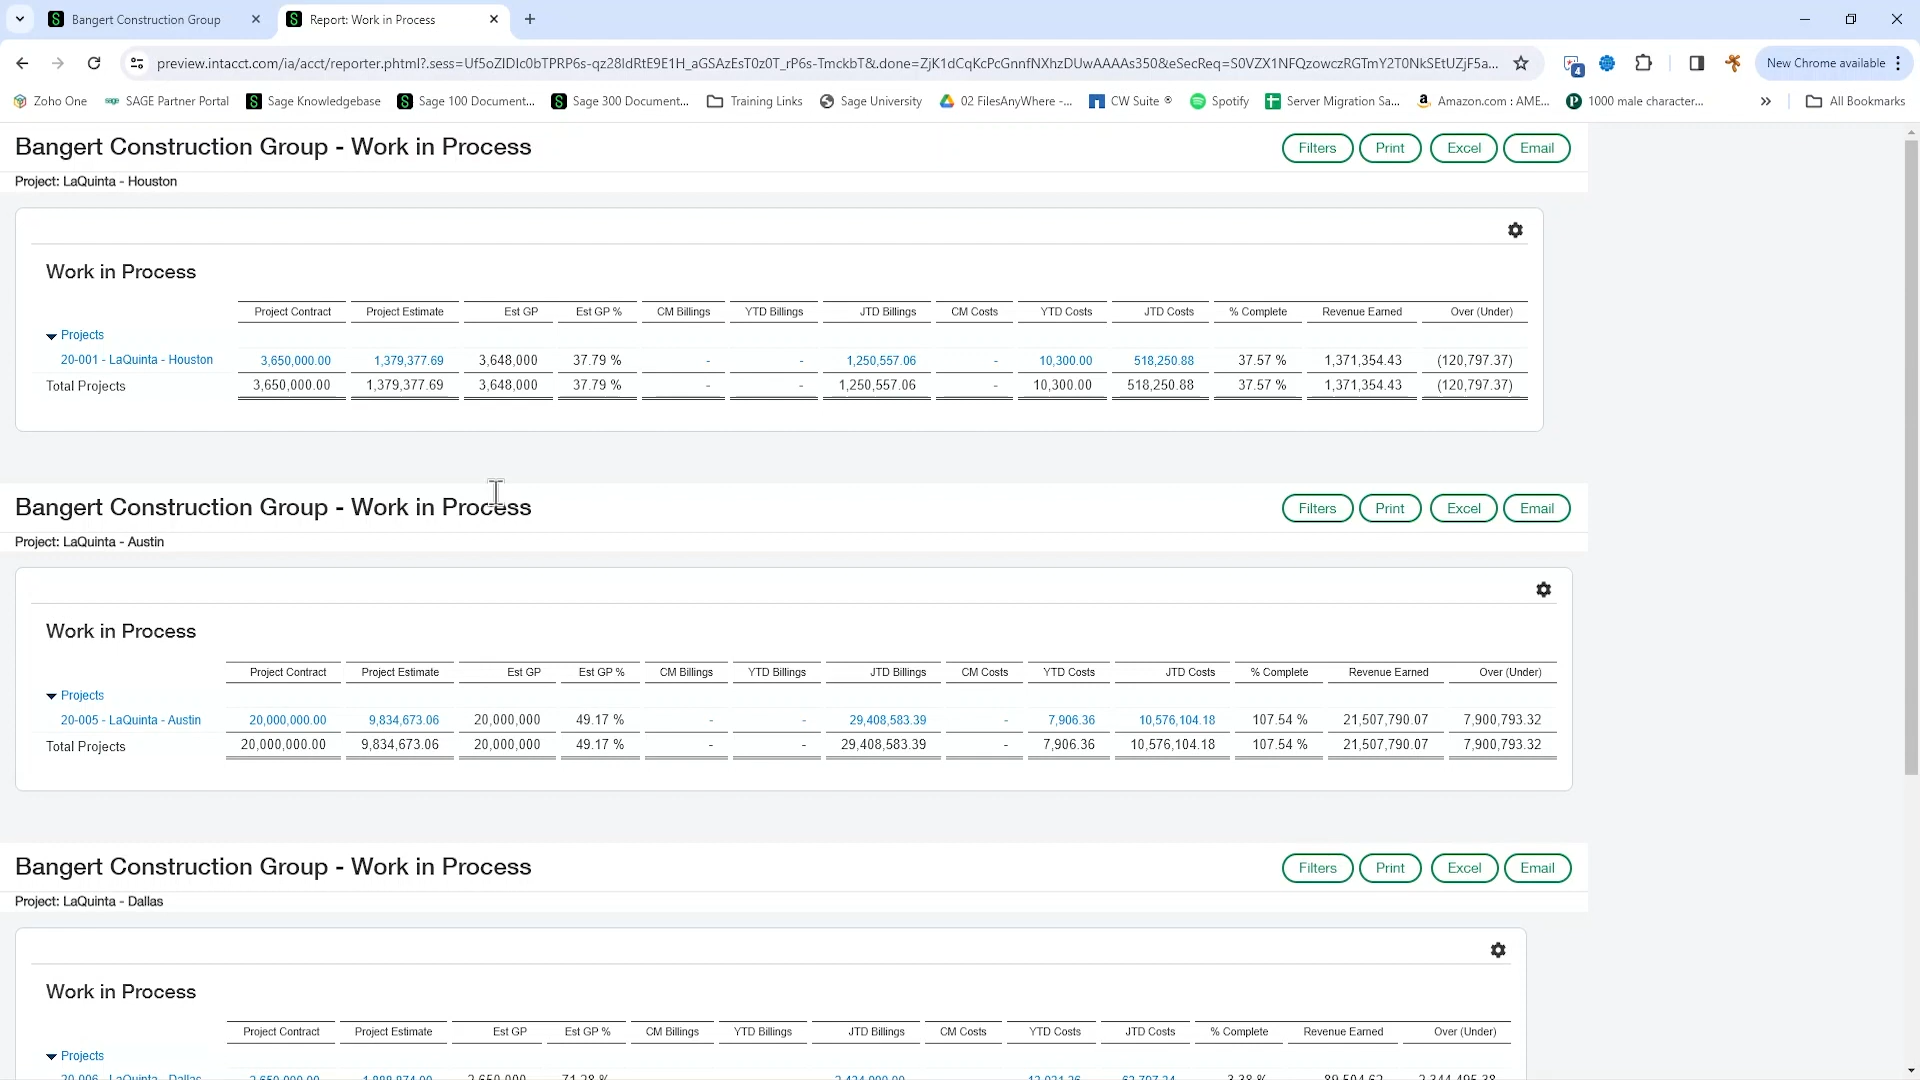 Bangert Construction Group
Report: Work in Process
preview.intacct.com/ia/acct/reporter.phtml?.sess=Uf5oZIDIc0bTPRP6s-qz28IdRtE9E1H_aGSAzEsT0z0T_rP6s-TmckbT&.done=ZjK1dCqKcPcGnnfNXhzDUwAAAAs350&eSecReq=S0VZX1NFQzowczRGTmY2T0NkSEtUZjF5a...
4
New Chrome available
Zoho One
SAGE Partner Portal
Sage Knowledgebase
Sage 100 Document...
Sage 300 Document...
Training Links
Sage University
02 FilesAnyWhere -...
CW Suite ®
Spotify
Server Migration Sa...
Amazon.com : AME...
1000 male character...
All Bookmarks
Bangert Construction Group - Work in Process
Filters Print Excel Email
Project: LaQuinta - Houston
Work in Process
Project Contract Project Estimate Est GP Est GP % CM Billings YTD Billings JTD Billings CM Costs YTD Costs JTD Costs % Complete Revenue Earned Over (Under)
Projects
20-001 - LaQuinta - Houston 3,650,000.00 1,379,377.69 3,648,000 37.79 % - - 1,250,557.06 - 10,300.00 518,250.88 37.57 % 1,371,354.43 (120,797.37)
Total Projects 3,650,000.00 1,379,377.69 3,648,000 37.79 % - - 1,250,557.06 - 10,300.00 518,250.88 37.57 % 1,371,354.43 (120,797.37)
Bangert Construction Group - Work in Process
Filters Print Excel Email
Project: LaQuinta - Austin
Work in Process
Project Contract Project Estimate Est GP Est GP % CM Billings YTD Billings JTD Billings CM Costs YTD Costs JTD Costs % Complete Revenue Earned Over (Under)
Projects
20-005 - LaQuinta - Austin 20,000,000.00 9,834,673.06 20,000,000 49.17 % - - 29,408,583.39 - 7,906.36 10,576,104.18 107.54 % 21,507,790.07 7,900,793.32
Total Projects 20,000,000.00 9,834,673.06 20,000,000 49.17 % - - 29,408,583.39 - 7,906.36 10,576,104.18 107.54 % 21,507,790.07 7,900,793.32
Bangert Construction Group - Work in Process
Filters Print Excel Email
Project: LaQuinta - Dallas
Work in Process
Project Contract Project Estimate Est GP Est GP % CM Billings YTD Billings JTD Billings CM Costs YTD Costs JTD Costs % Complete Revenue Earned Over (Under)
Projects
20-006 - LaQuinta - Dallas 2,650,000 71.28 %